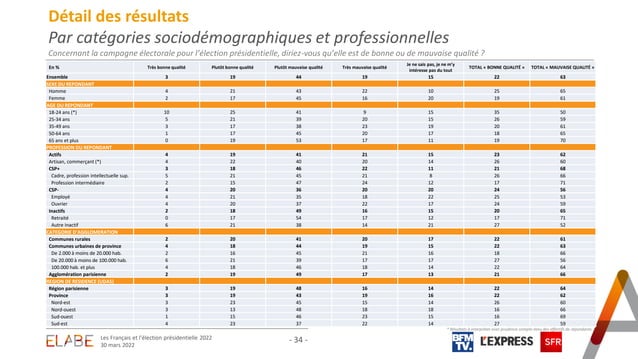 Détail des résultats
Par catégories sociodémographiques et professionnelles
Concernant la campagne électorale pour l'élection présidentielle, diriez-vous qu'elle est de bonne ou de mauvaise qualité ?
En % Très bonne qualité Plutôt bonne qualité Plutôt mauvaise qualité Très mauvaise qualité Je ne sais pas, je ne m'y intéresse pas du tout TOTAL « BONNE QUALITÉ » TOTAL « MAUVAISE QUALITÉ »
Ensemble 3 19 44 19 15 22 63
SEXE DU REPONDANT
Homme 4 21 43 22 10 25 65
Femme 2 17 45 16 20 19 61
AGE DU REPONDANT
18-24 ans (*) 10 25 41 9 15 35 50
25-34 ans 5 21 39 20 15 26 59
35-49 ans 3 17 38 23 19 20 61
50-64 ans 1 17 45 20 17 18 65
65 ans et plus 0 19 53 17 11 19 70
PROFESSION DU REPONDANT
Actifs 4 19 41 21 15 23 62
Artisan, commerçant (*) 4 22 40 20 14 26 60
CSP+ 3 18 46 22 11 21 68
Cadre, profession intellectuelle sup. 5 21 45 21 8 26 66
Profession intermédiaire 2 15 47 24 12 17 71
CSP- 4 20 36 20 20 24 56
Employé 4 21 35 18 22 25 53
Ouvrier 4 20 37 22 17 24 59
Inactifs 2 18 49 16 15 20 65
Retraité 0 17 54 17 12 17 71
Autre Inactif 6 21 38 14 21 27 52
CATEGORIE D'AGGLOMERATION
Communes rurales 2 20 41 20 17 22 61
Communes urbaines de province 4 18 44 19 15 22 63
De 2.000 à moins de 20.000 hab. 2 16 45 21 16 18 66
De 20.000 à moins de 100.000 hab. 6 21 39 17 17 27 56
100.000 hab. et plus 4 18 46 18 14 22 64
Agglomération parisienne 2 19 49 17 13 21 66
REGION DE RESIDENCE (UDA5)
Région parisienne 3 19 48 16 14 22 64
Province 3 19 43 19 16 22 62
Nord-est 3 23 45 15 14 26 60
Nord-ouest 3 13 48 18 18 16 66
Sud-ouest 1 15 46 23 15 16 69
Sud-est 4 23 37 22 14 27 59
* Résultats à interpréter avec prudence compte-tenu des effectifs de répondants
ELABE
Les Français et l'élection présidentielle 2022
30 mars 2022
- 34 -
BFM TV.
L'EXPRESS
SFR